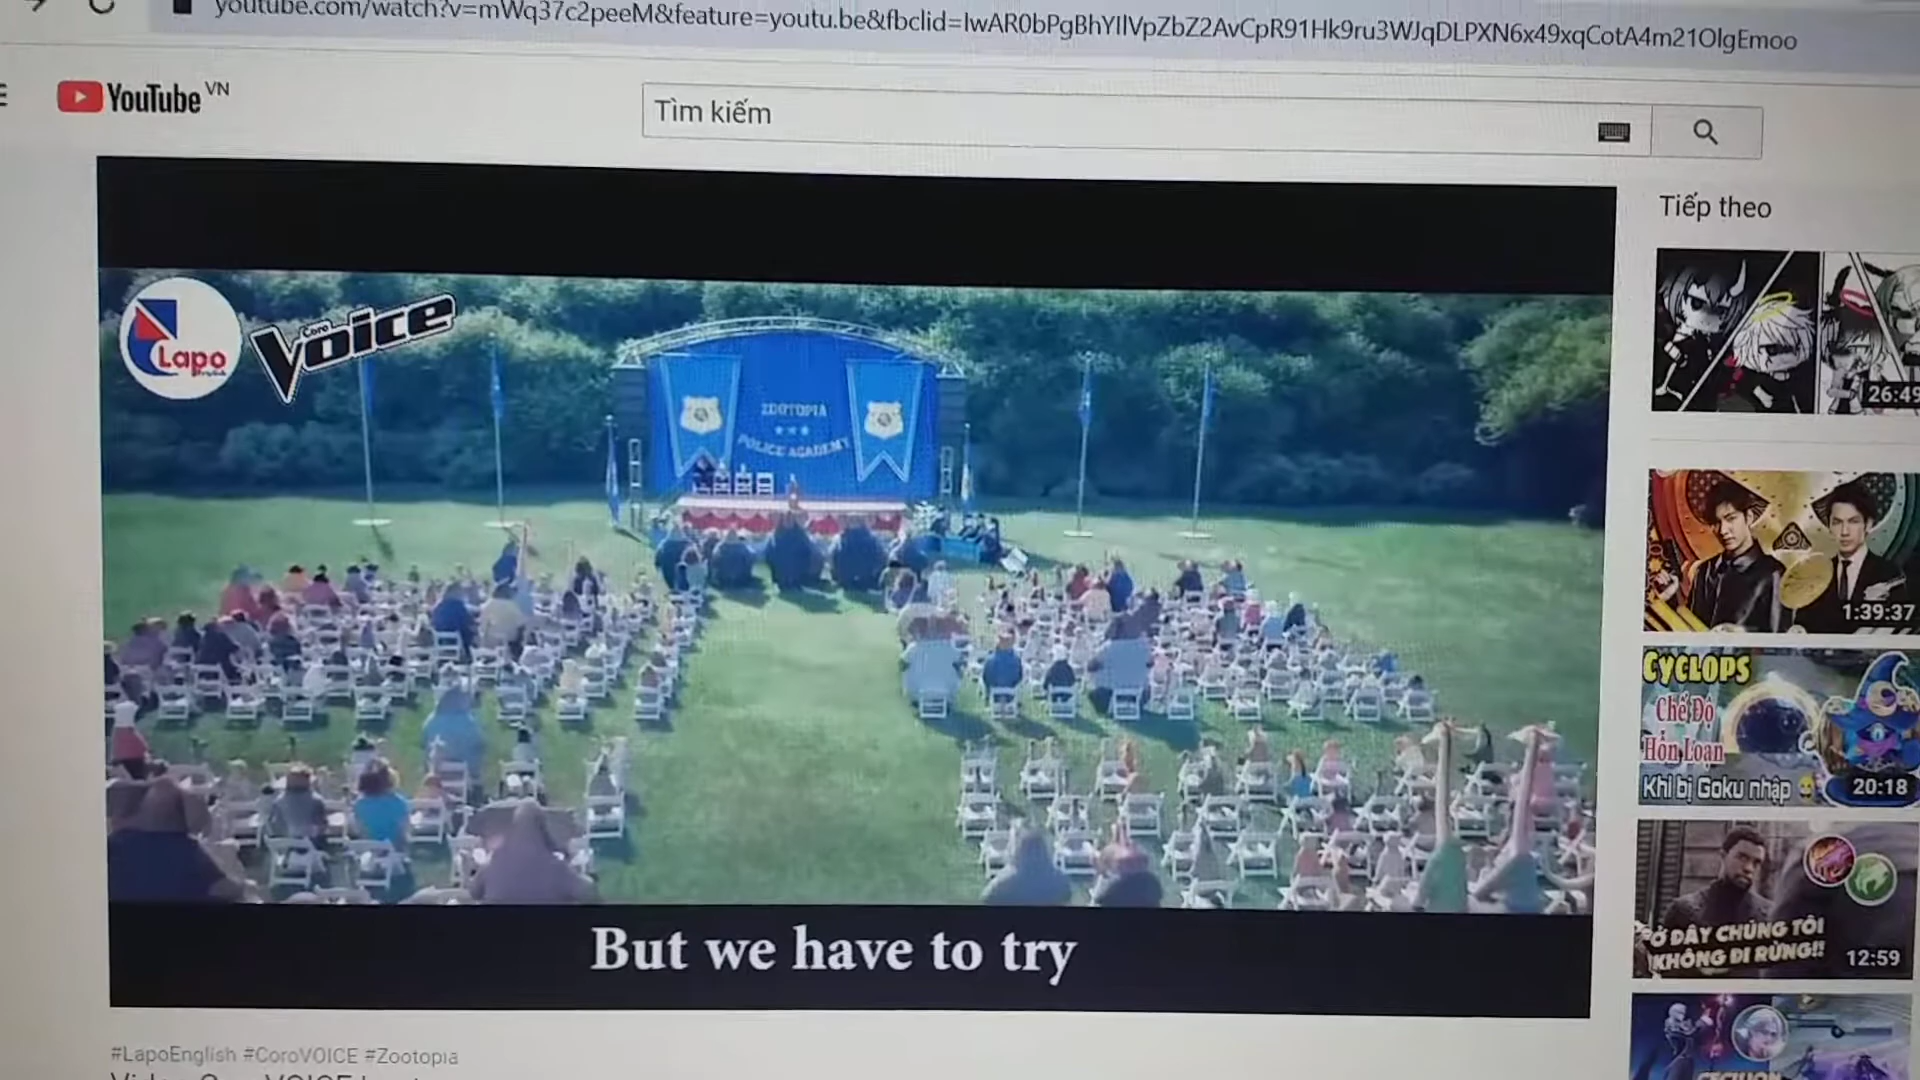 youtube.com/watch?v=mWq37c2peeM&feature=youtu.be&fbclid=IwAR0bPgBhYIlVpZbZ2AvCpR91Hk9ru3WJqDLPXN6x49xqCotA4m21OlgEmoo
YouTube VN
Tìm kiếm
Tiếp theo
Lapo
Coro
Voice
ZOOTOPIA
POLICE ACADEMY
26:49
1:39:37
CYCLOPS
Chế Độ
Hỗn Loạn
Khi bị Goku nhập
20:18
Ở ĐÂY CHÚNG TÔI
KHÔNG ĐI RỪNG!!
12:59
But we have to try
#LapoEnglish #CoroVOICE #Zootopia